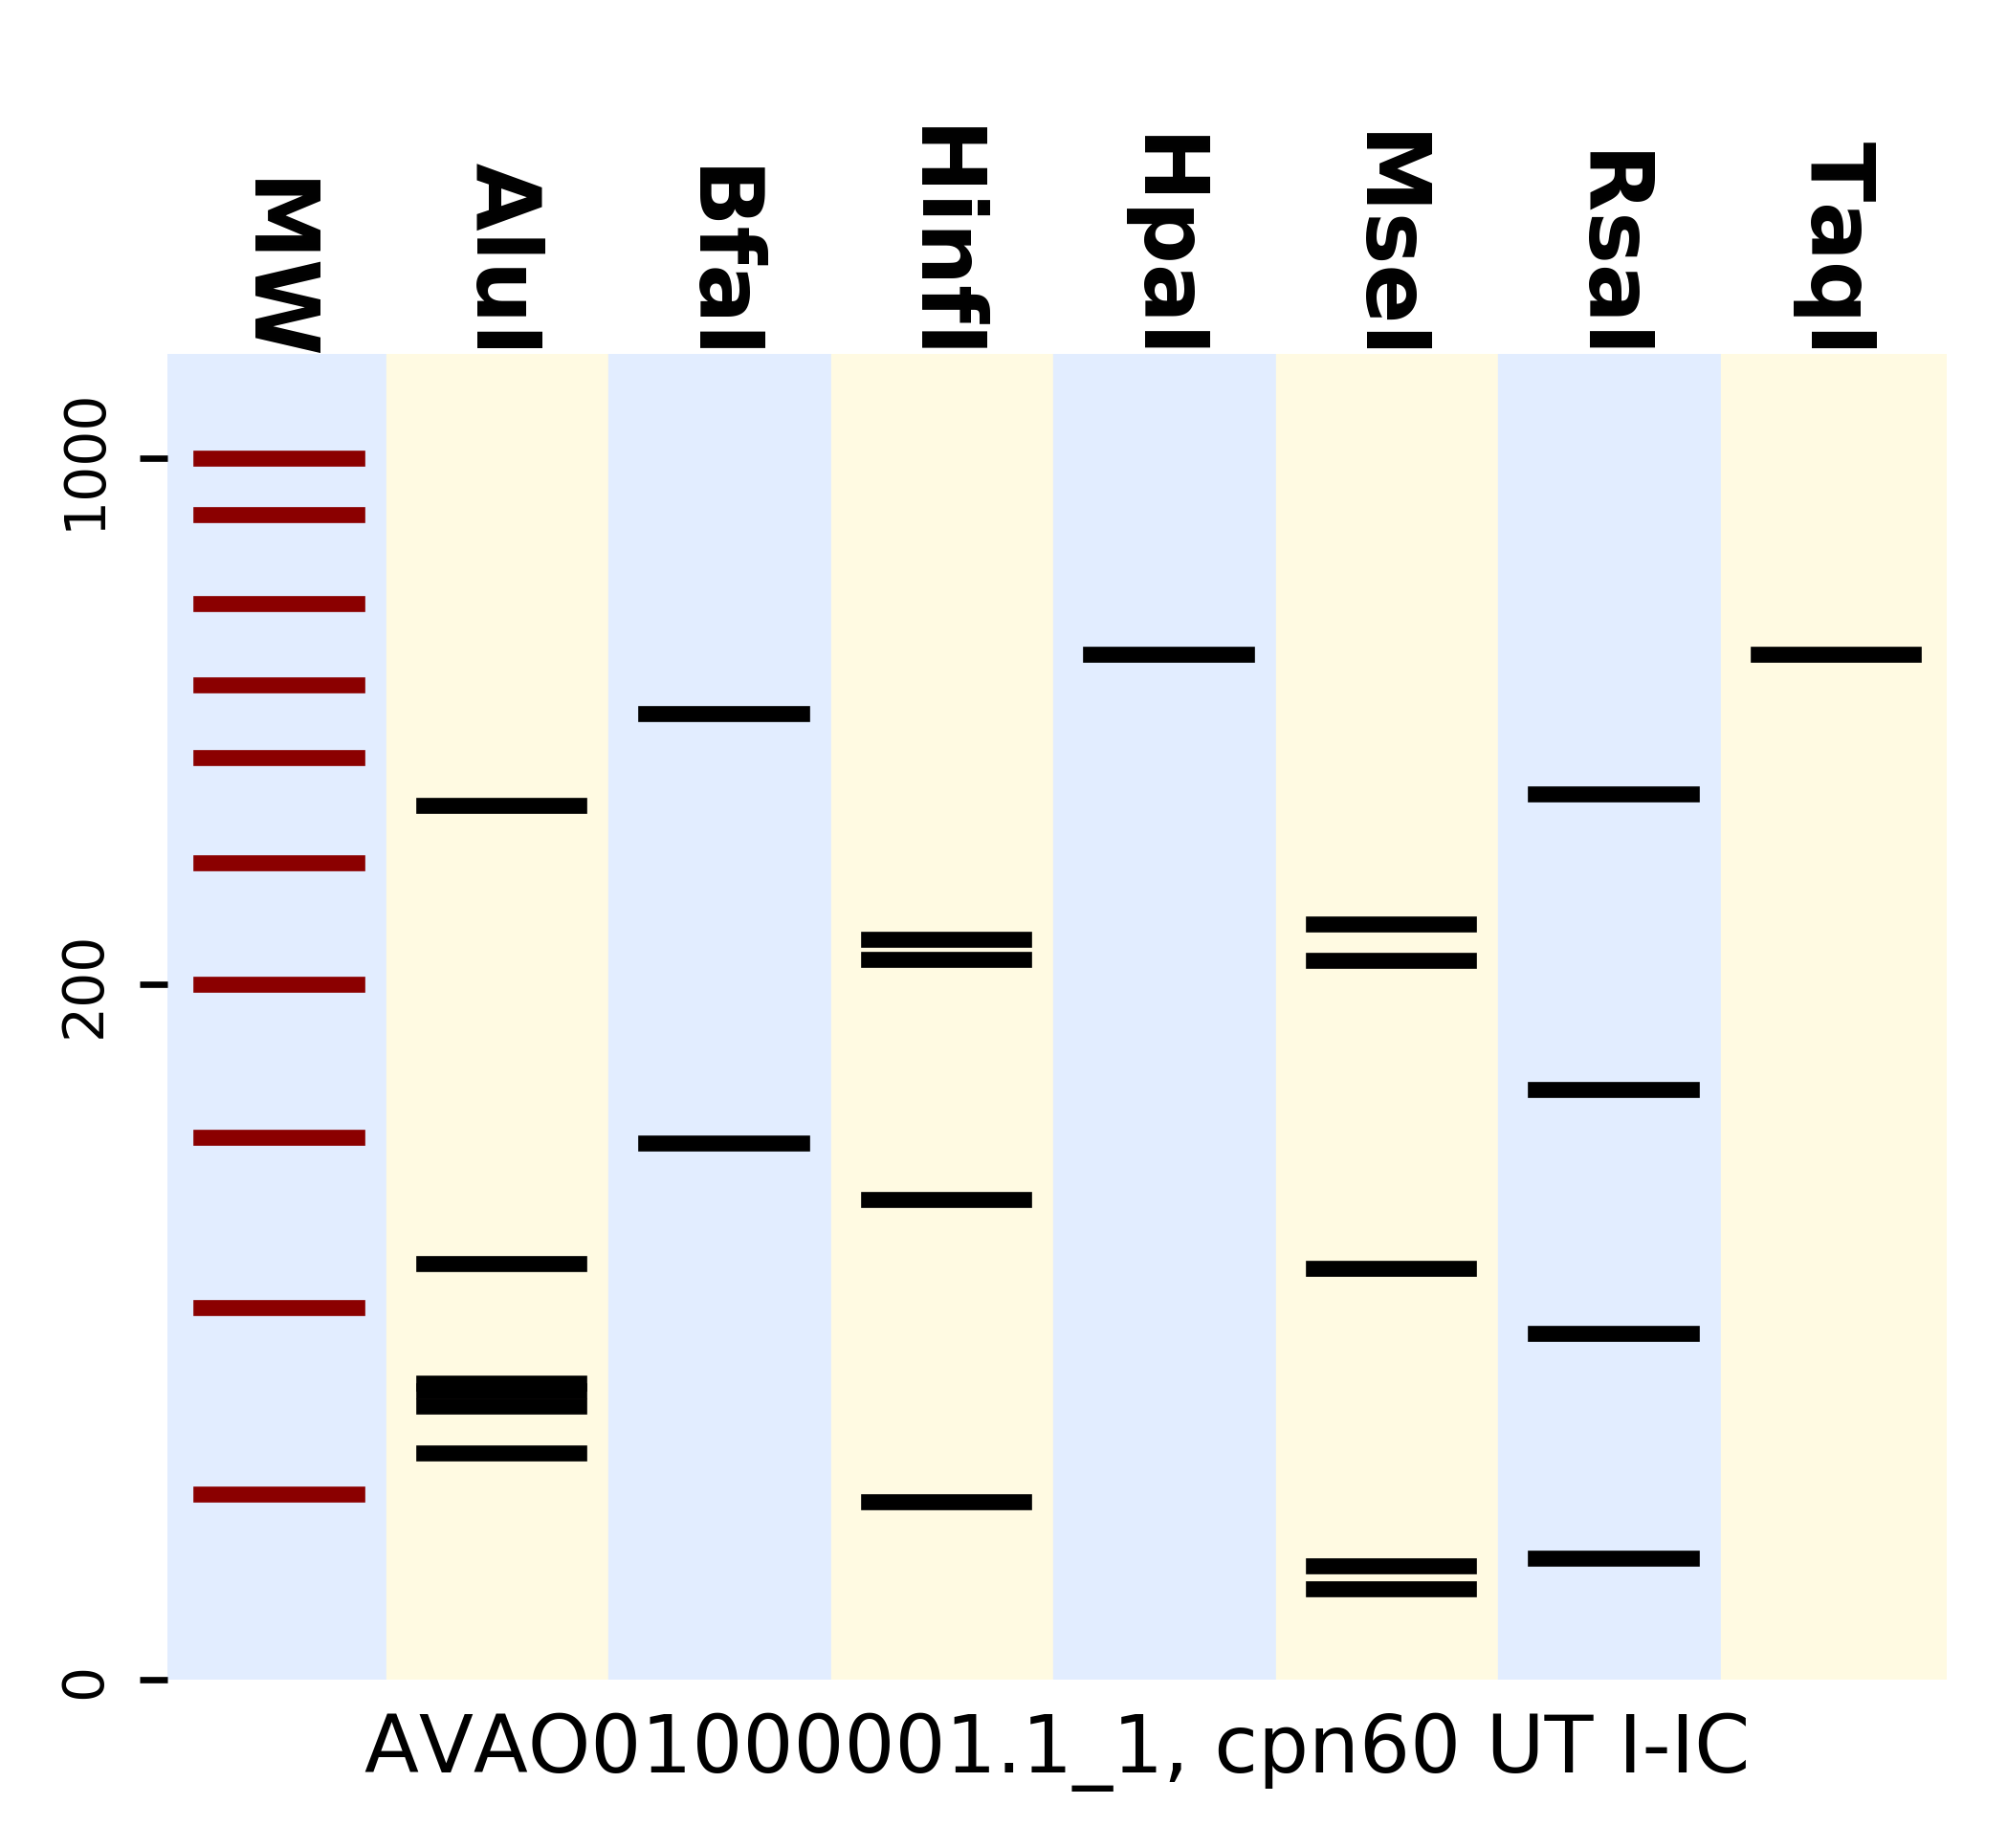 MW
AluI
BfaI
HinfI
HpaI
MseI
RsaI
TaqI
1000
200
0
AVAO01000001.1_1, cpn60 UT I-IC